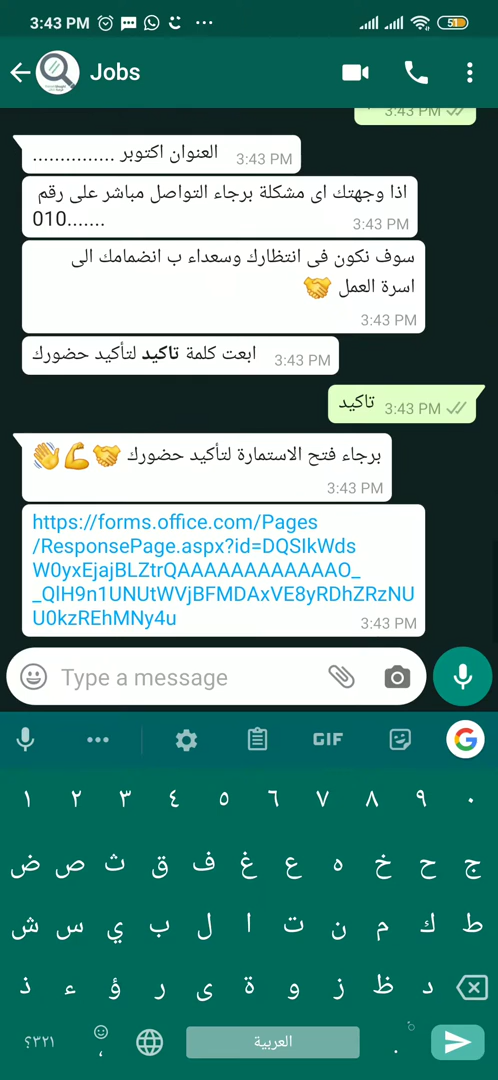 3:43 PM
51
Jobs
3:43 PM
العنوان اكتوبر ...............
3:43 PM
اذا وجهتك اى مشكلة برجاء التواصل مباشر على رقم
010.......
3:43 PM
سوف نكون فى انتظارك وسعداء ب انضمامك الى
اسرة العمل 🤝
3:43 PM
ابعت كلمة تاكيد لتأكيد حضورك
3:43 PM
تاكيد
3:43 PM
برجاء فتح الاستمارة لتأكيد حضورك 🤝💪👋
3:43 PM
https://forms.office.com/Pages
/ResponsePage.aspx?id=DQSIkWds
W0yxEjajBLZtrQAAAAAAAAAAAAO_
_QlH9n1UNUtWVjBFMDAxVE8yRDhZRzNU
U0kzREhMNy4u
3:43 PM
Type a message
GIF
١ ٢ ٣ ٤ ٥ ٦ ٧ ٨ ٩ ٠
ض ص ث ق ف غ ع ه خ ح ج
ش س ي ب ل ا ت ن م ك ط
ذ ء ؤ ر ى ة و ز ظ د
؟٣٢١ ، العربية .